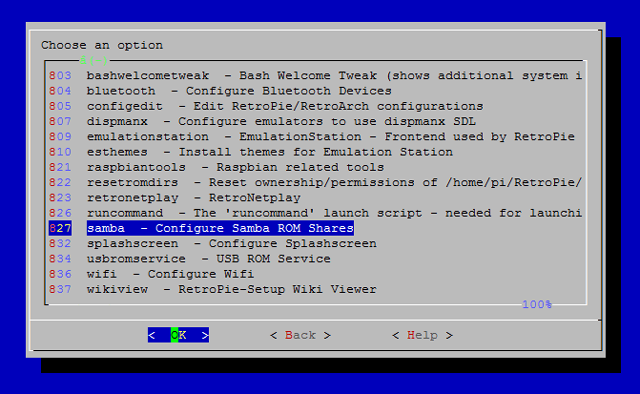 Choose an option
803 bashwelcometweak - Bash Welcome Tweak (shows additional system i
804 bluetooth - Configure Bluetooth Devices
805 configedit - Edit RetroPie/RetroArch configurations
807 dispmanx - Configure emulators to use dispmanx SDL
809 emulationstation - EmulationStation - Frontend used by RetroPie
810 esthemes - Install themes for Emulation Station
821 raspbiantools - Raspbian related tools
822 resetromdirs - Reset ownership/permissions of /home/pi/RetroPie/
823 retronetplay - RetroNetplay
826 runcommand - The 'runcommand' launch script - needed for launchi
827 samba - Configure Samba ROM Shares
832 splashscreen - Configure Splashscreen
834 usbromservice - USB ROM Service
836 wifi - Configure Wifi
837 wikiview - RetroPie-Setup Wiki Viewer
100%
< OK > < Back > < Help >